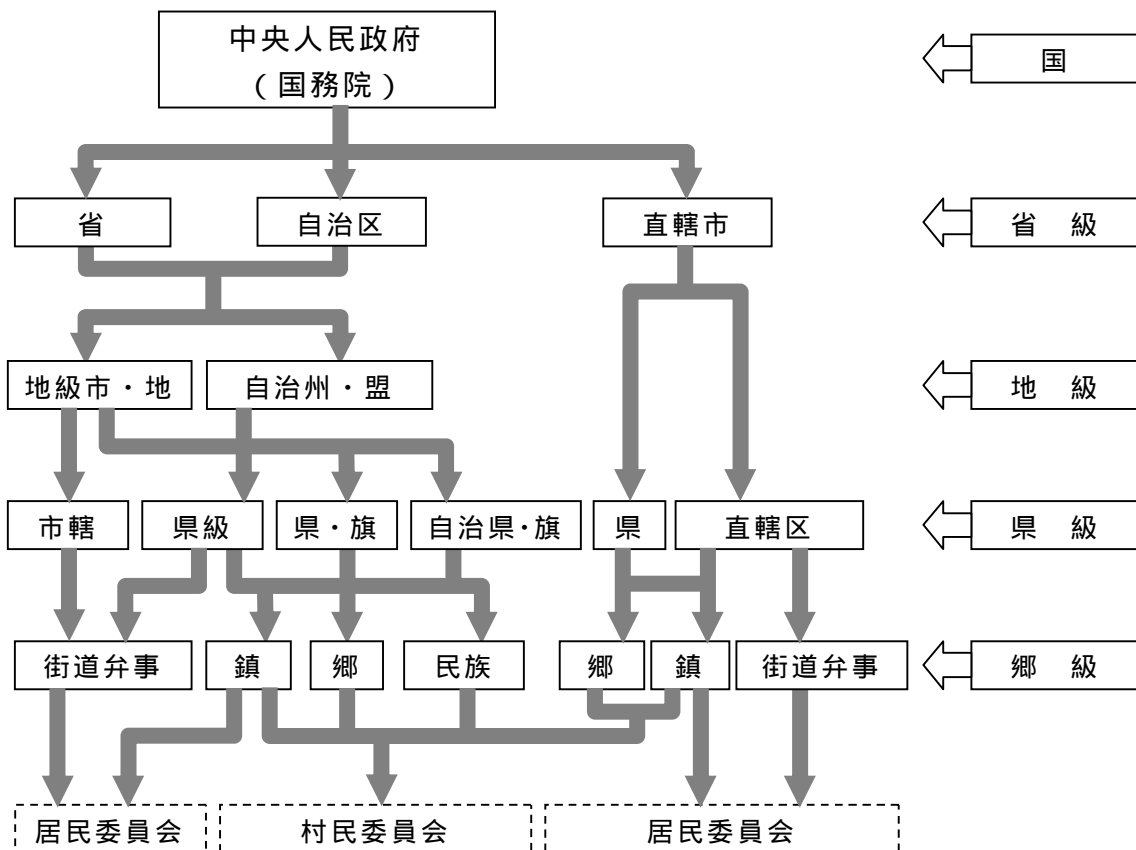 中央人民政府
（国務院）
国
省
自治区
直轄市
省 級
地級市・地
自治州・盟
地 級
市轄
県級
県・旗
自治県・旗
県
直轄区
県 級
街道弁事
鎮
郷
民族
郷
鎮
街道弁事
郷 級
居民委員会
村民委員会
居民委員会